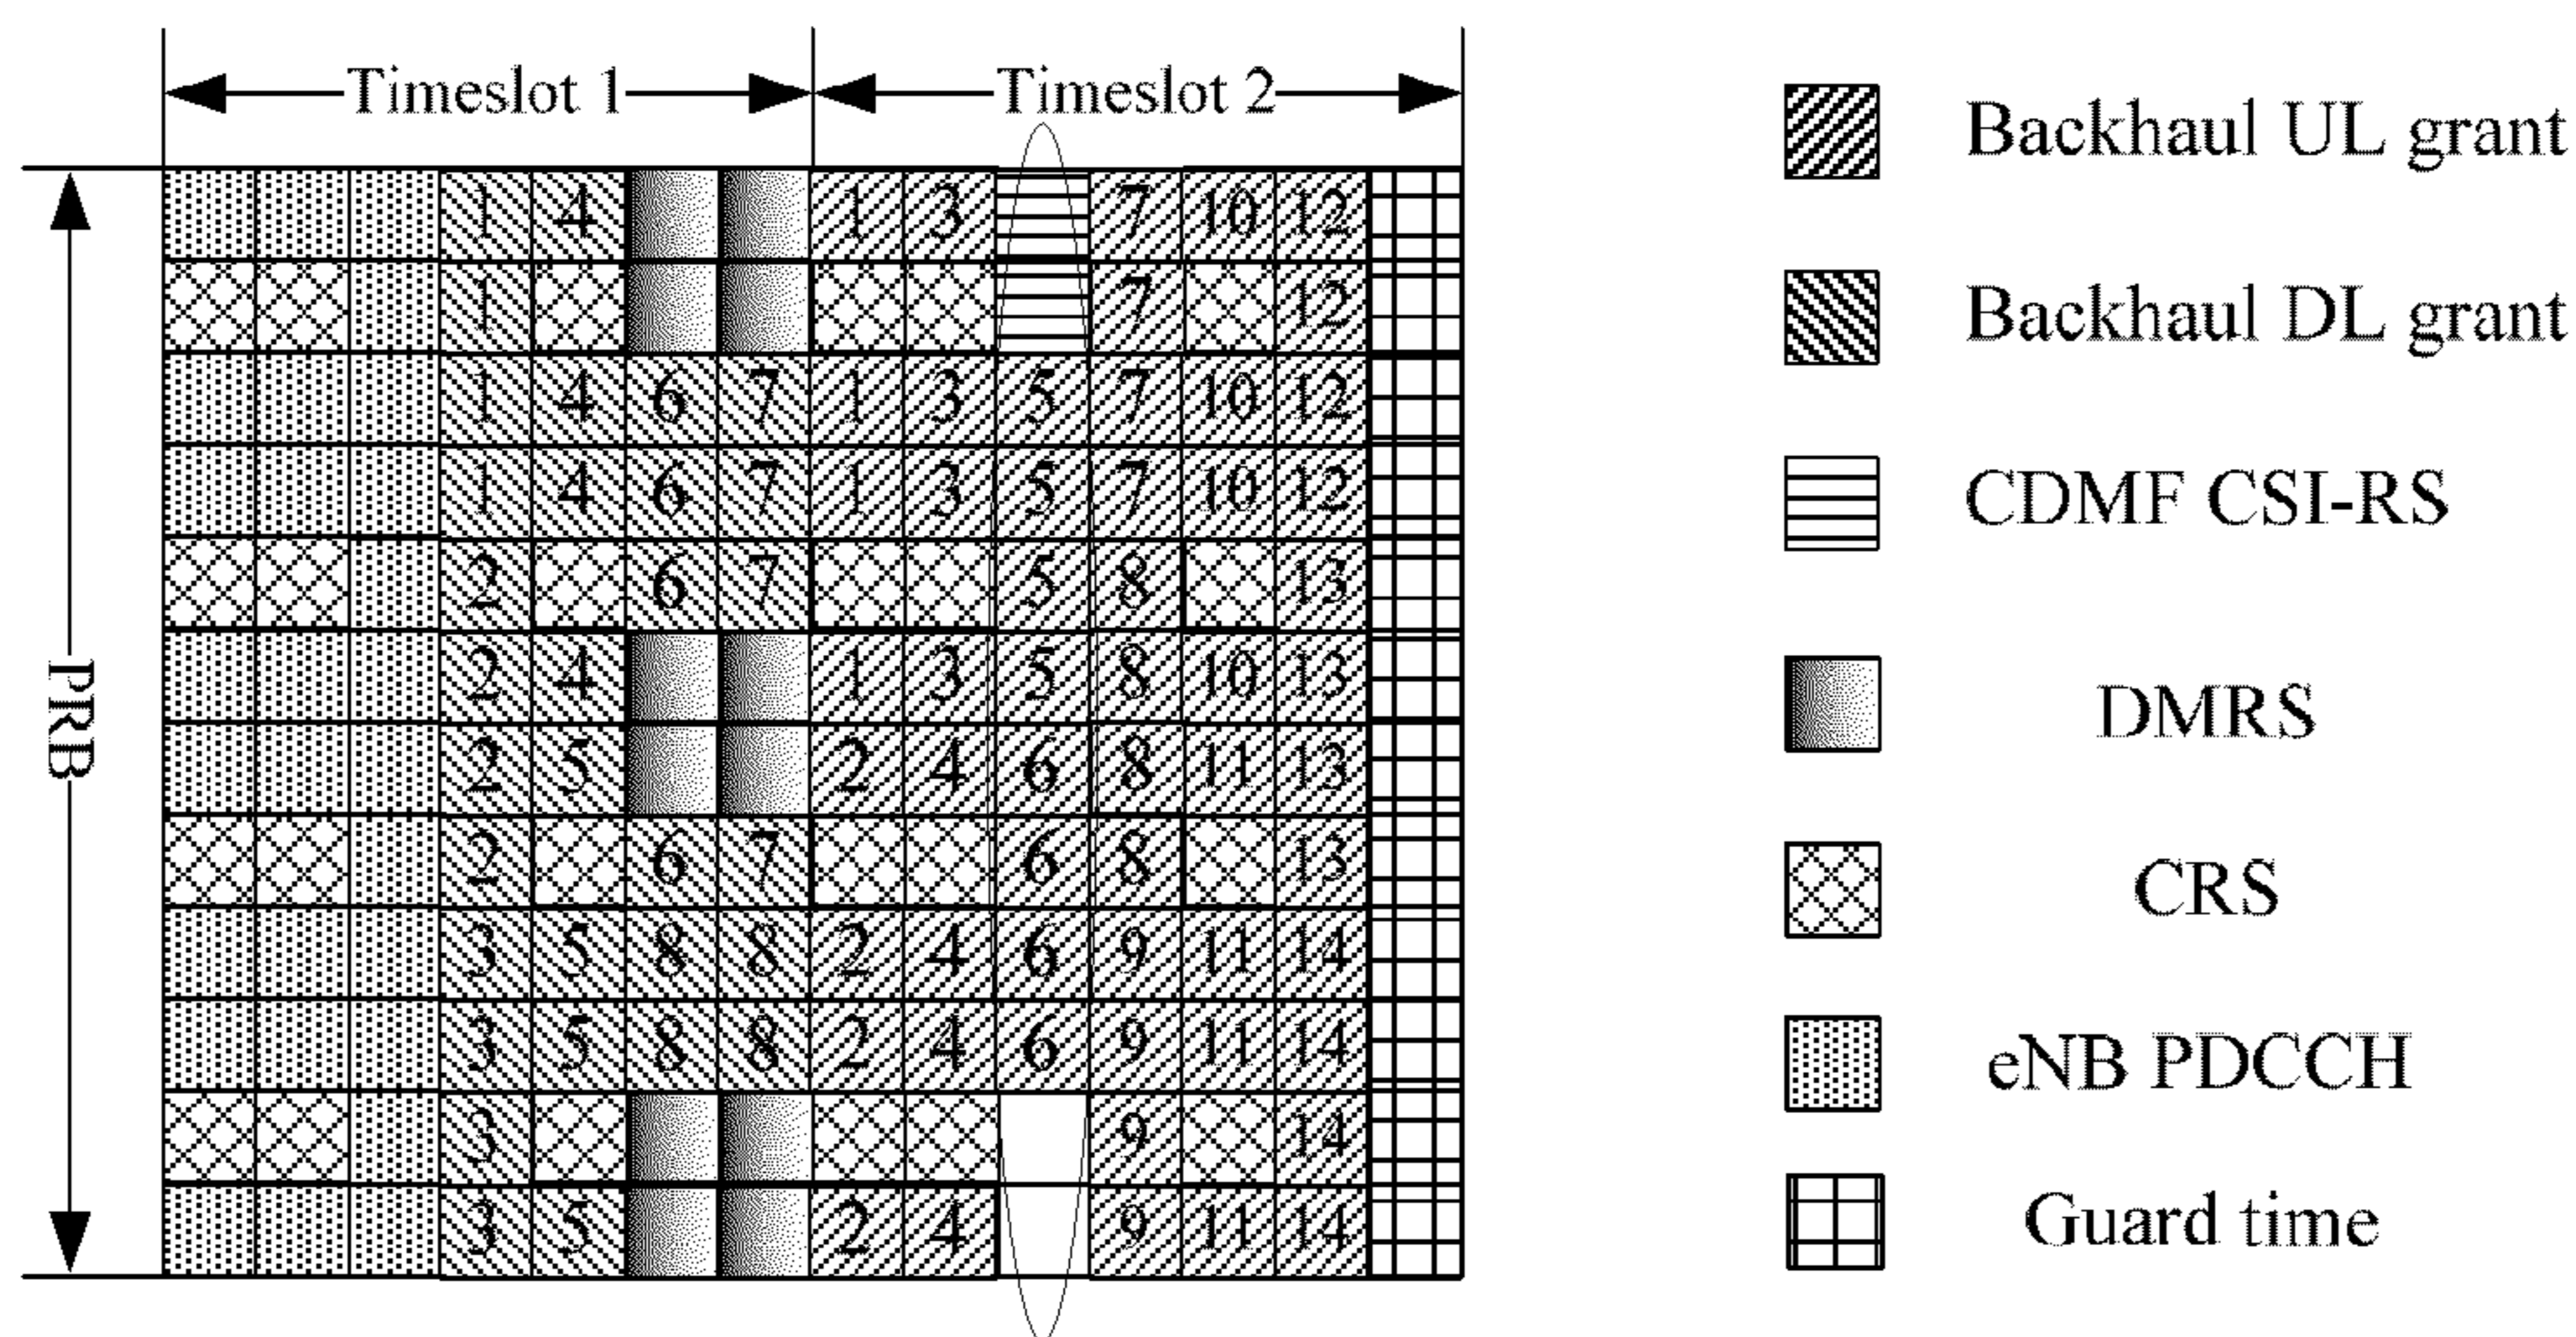 Timeslot 1 Timeslot 2
PRB
1 4 1 3 7 10 12
1 7 12
1 4 6 7 1 3 5 7 10 12
1 4 6 7 1 3 5 7 10 12
2 6 7 5 8 13
2 4 1 3 5 8 10 13
2 5 2 4 6 8 11 13
2 6 7 6 8 13
3 5 8 8 2 4 6 9 11 14
3 5 8 8 2 4 6 9 11 14
3 9 14
3 5 2 4 9 11 14
Backhaul UL grant
Backhaul DL grant
CDMF CSI-RS
DMRS
CRS
eNB PDCCH
Guard time